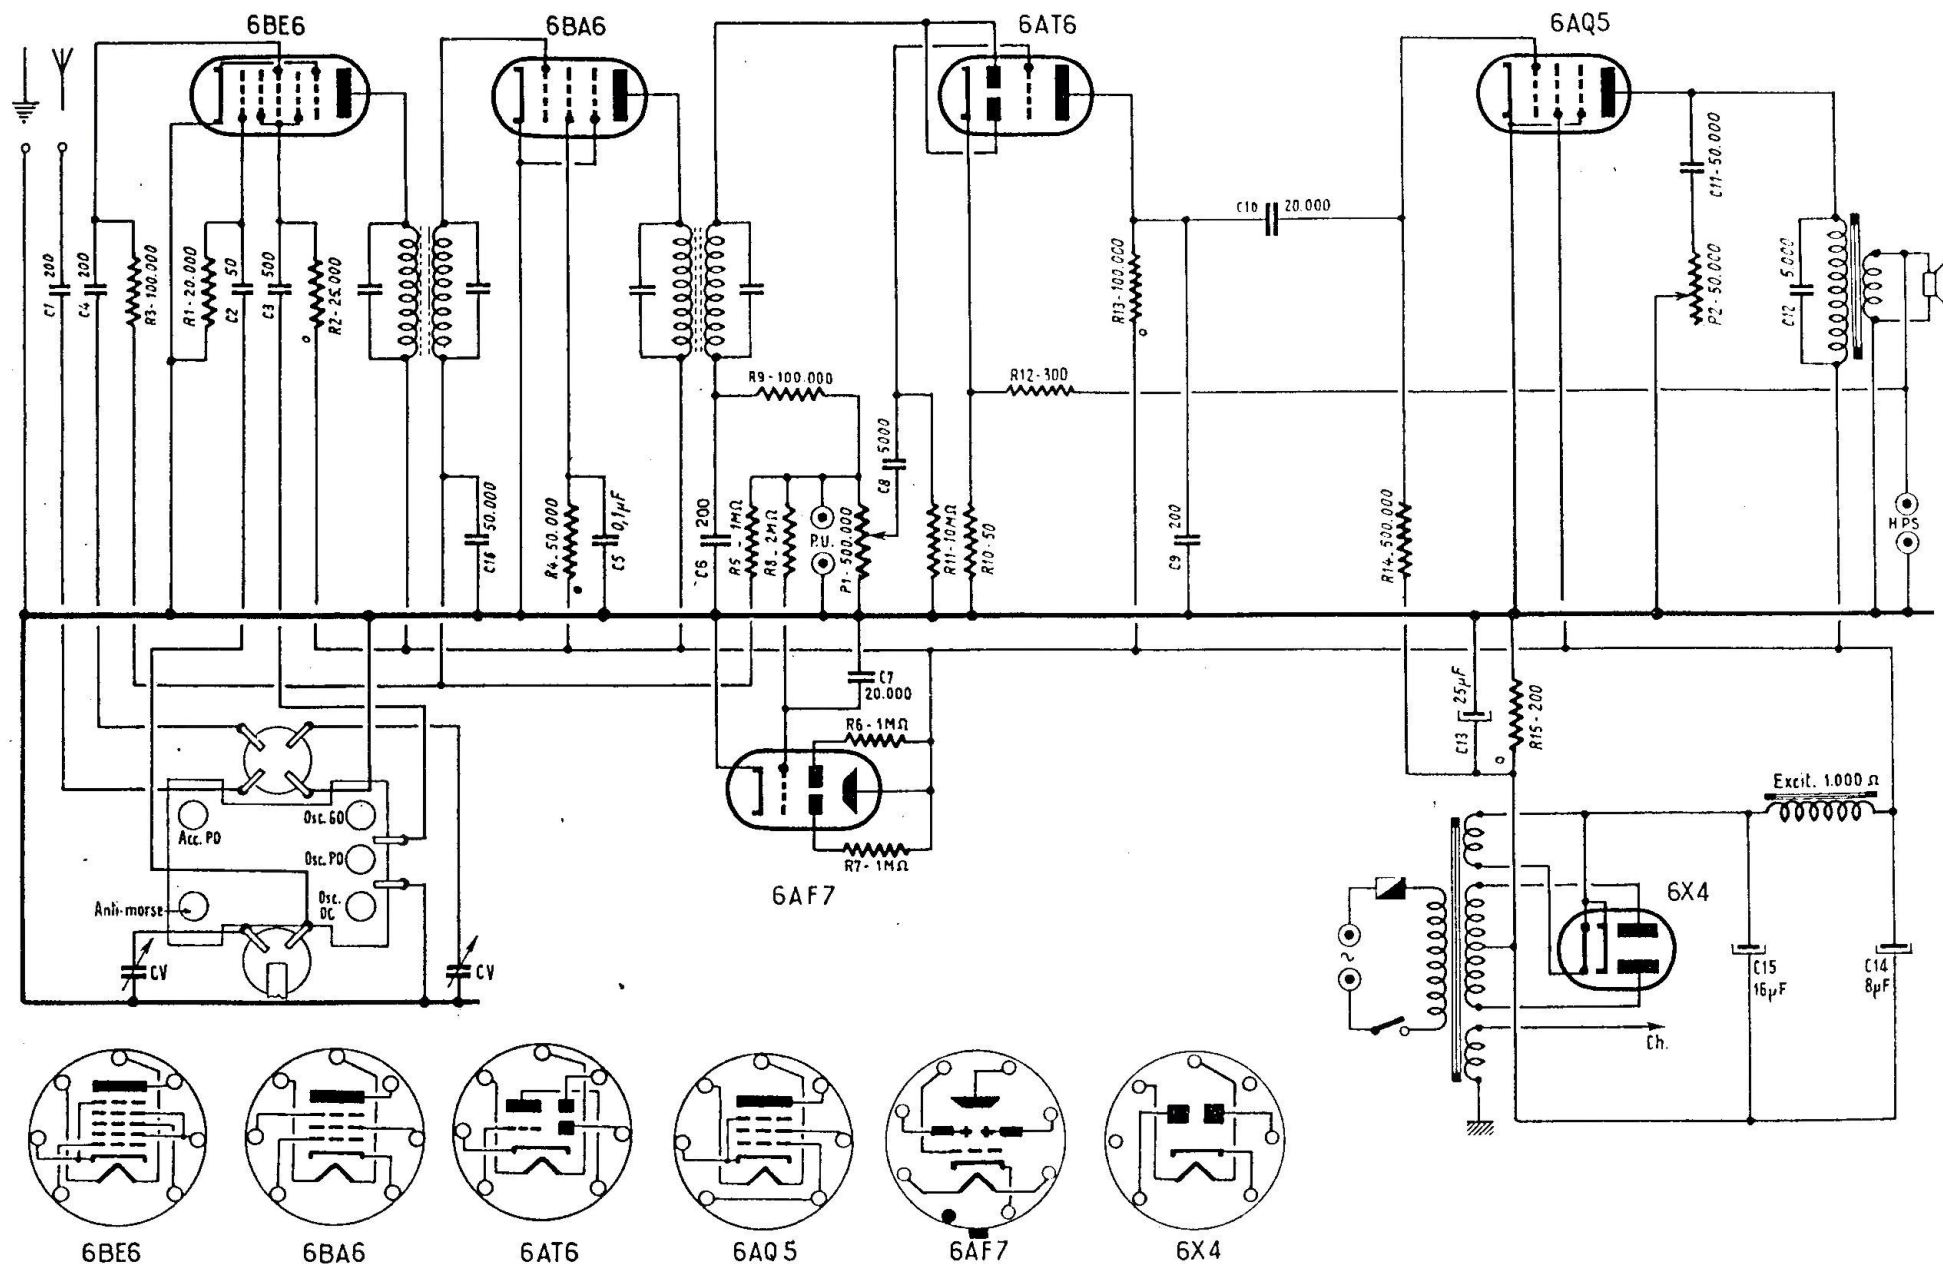 6BE6
6BA6
6AT6
6AQ5
C1 200
C4 200
R3-100.000
R1-20.000
C2 50
C3 500
R2-25.000
C16 50.000
R4-50.000
C5 0,1µF
R9-100.000
C6 200
R5-1MΩ
R8-2MΩ
P.U.
P1-500.000
C8 5000
R11-10MΩ
R10-50
R12-300
R13-100.000
C10 20.000
C9 200
R14-500.000
C11-50.000
P2-50.000
C12 5.000
H.P.S
C7
20.000
R6-1MΩ
R7-1MΩ
6AF7
C13 25µF
R15-200
Excit. 1.000 Ω
6X4
C15
16µF
C14
8µF
~
Ch.
Acc. PO
Osc. GO
Osc. PO
Osc.
OC
Anti-morse
CV
CV
6BE6
6BA6
6AT6
6AQ5
6AF7
6X4